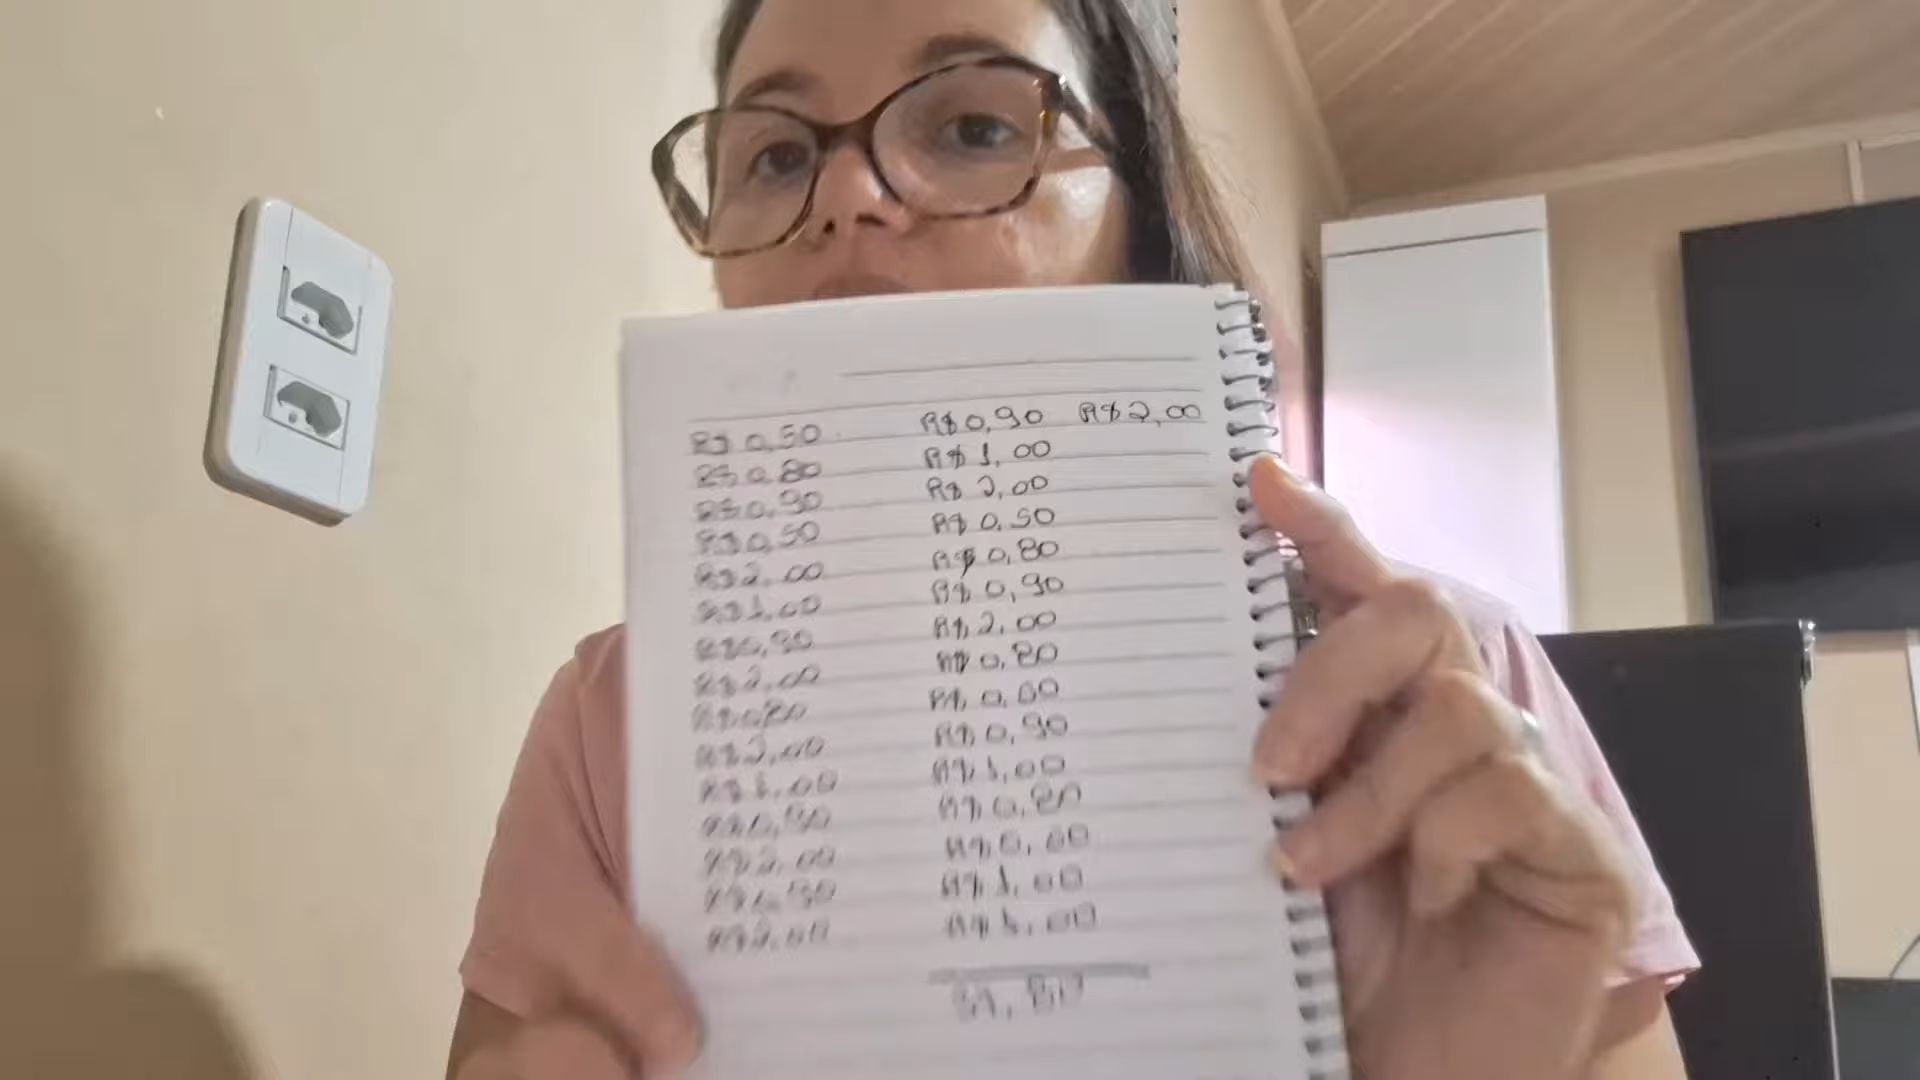 R$ 0,50 R$ 0,90 R$ 2,00
R$ 0,80 R$ 1,00
R$ 0,90 R$ 2,00
R$ 0,50 R$ 0,50
R$ 2,00 R$ 0,80
R$ 1,00 R$ 0,90
R$ 0,90 R$ 2,00
R$ 2,00 R$ 0,80
R$ 0,80
R$ 2,00 R$ 0,90
R$ 1,00 R$ 1,00
R$ 0,90 R$ 0,80
R$ 2,00
R$ 1,00
R$ 2,00 R$ 1,00